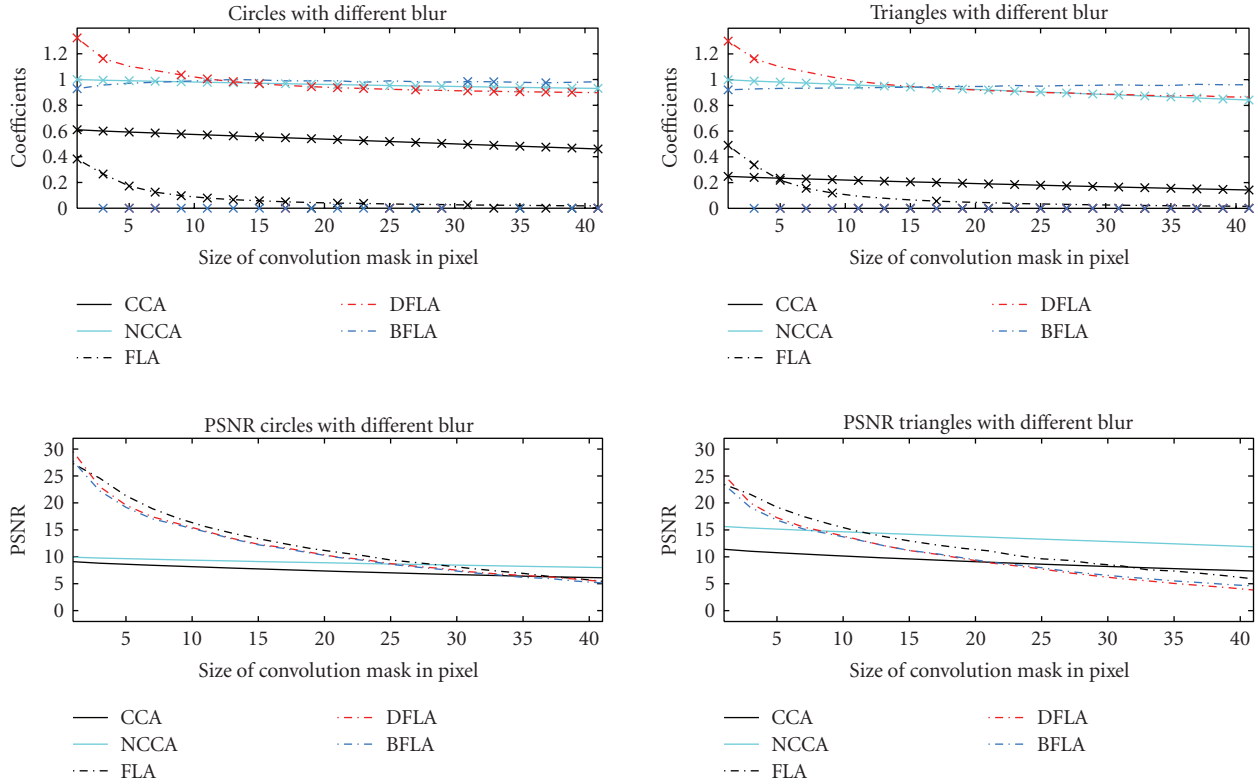 Circles with different blur
Coefficients
1.2
1
0.8
0.6
0.4
0.2
0
5 10 15 20 25 30 35 40
Size of convolution mask in pixel
CCA
NCCA
FLA
DFLA
BFLA
Triangles with different blur
Coefficients
1.2
1
0.8
0.6
0.4
0.2
0
5 10 15 20 25 30 35 40
Size of convolution mask in pixel
CCA
NCCA
FLA
DFLA
BFLA
PSNR circles with different blur
PSNR
30
25
20
15
10
5
0
5 10 15 20 25 30 35 40
Size of convolution mask in pixel
CCA
NCCA
FLA
DFLA
BFLA
PSNR triangles with different blur
PSNR
30
25
20
15
10
5
0
5 10 15 20 25 30 35 40
Size of convolution mask in pixel
CCA
NCCA
FLA
DFLA
BFLA